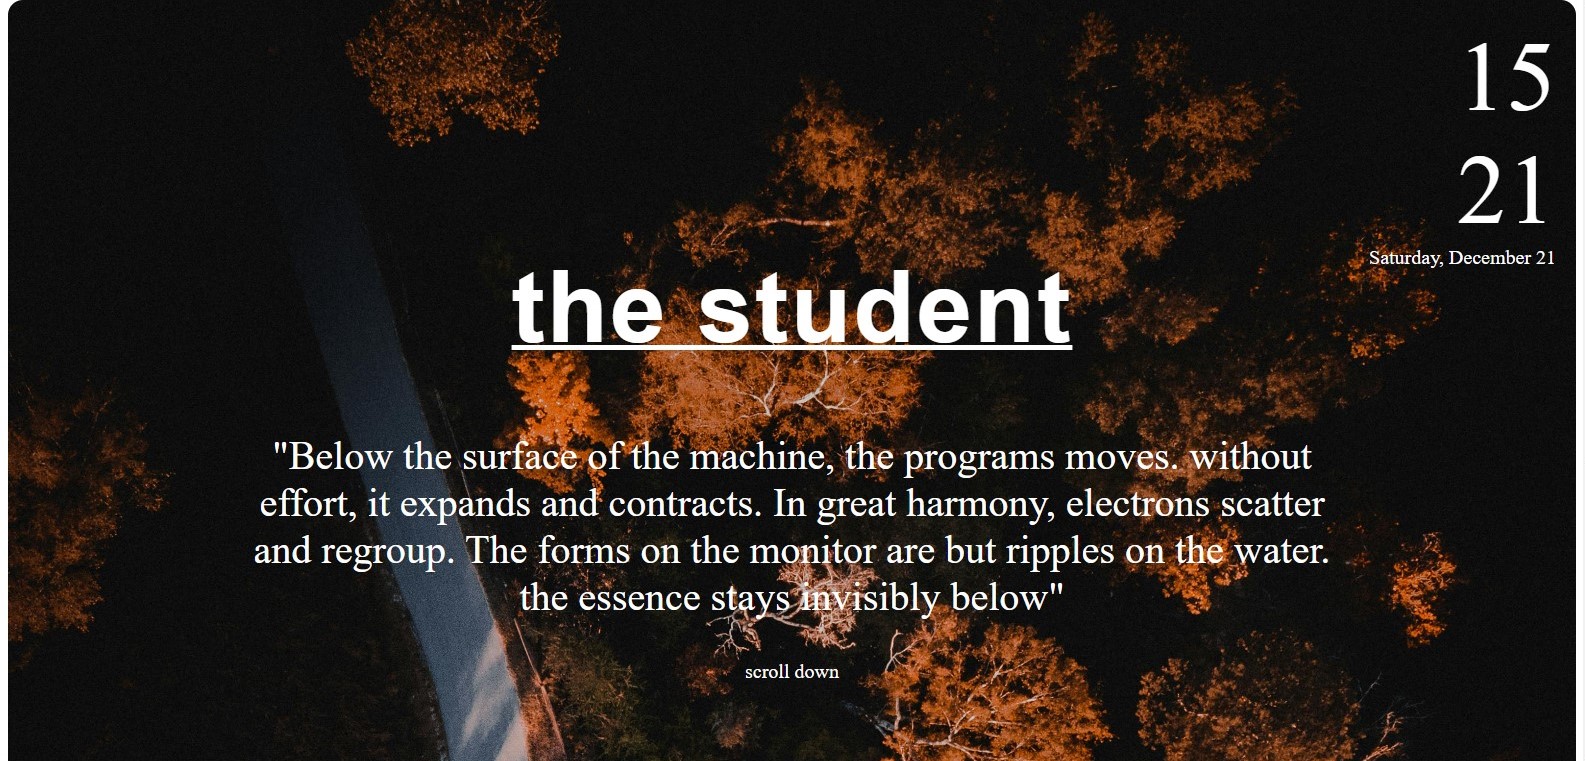 15
21
Saturday, December 21
the student
"Below the surface of the machine, the programs moves. without
effort, it expands and contracts. In great harmony, electrons scatter
and regroup. The forms on the monitor are but ripples on the water.
the essence stays invisibly below"
scroll down